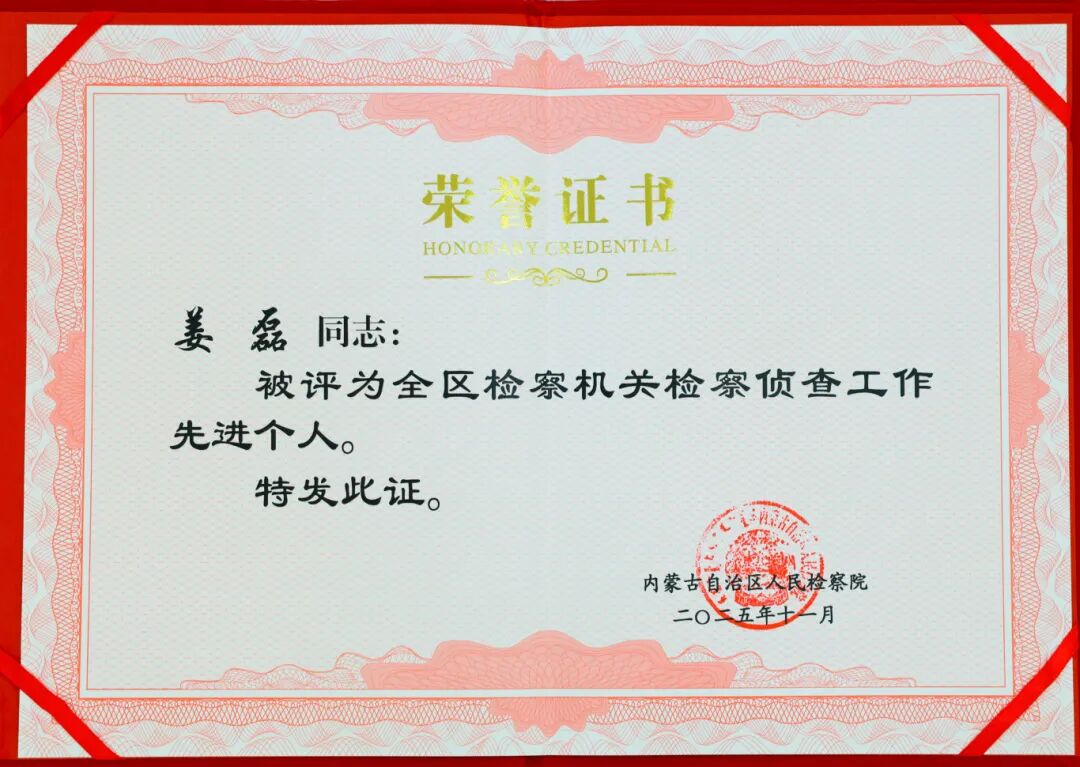 荣誉证书
HONORARY CREDENTIAL
姜 磊 同志：
被评为全区检察机关检察侦查工作
先进个人。
特发此证。
内蒙古自治区人民检察院
二〇二五年十一月